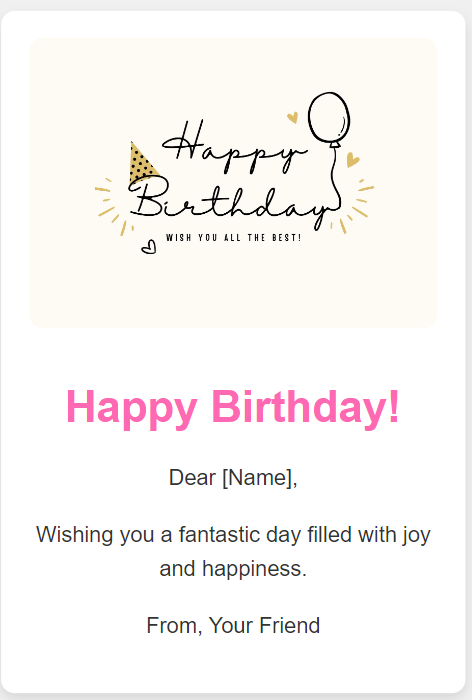 Happy
Birthday
WISH YOU ALL THE BEST!
Happy Birthday!
Dear [Name],
Wishing you a fantastic day filled with joy
and happiness.
From, Your Friend